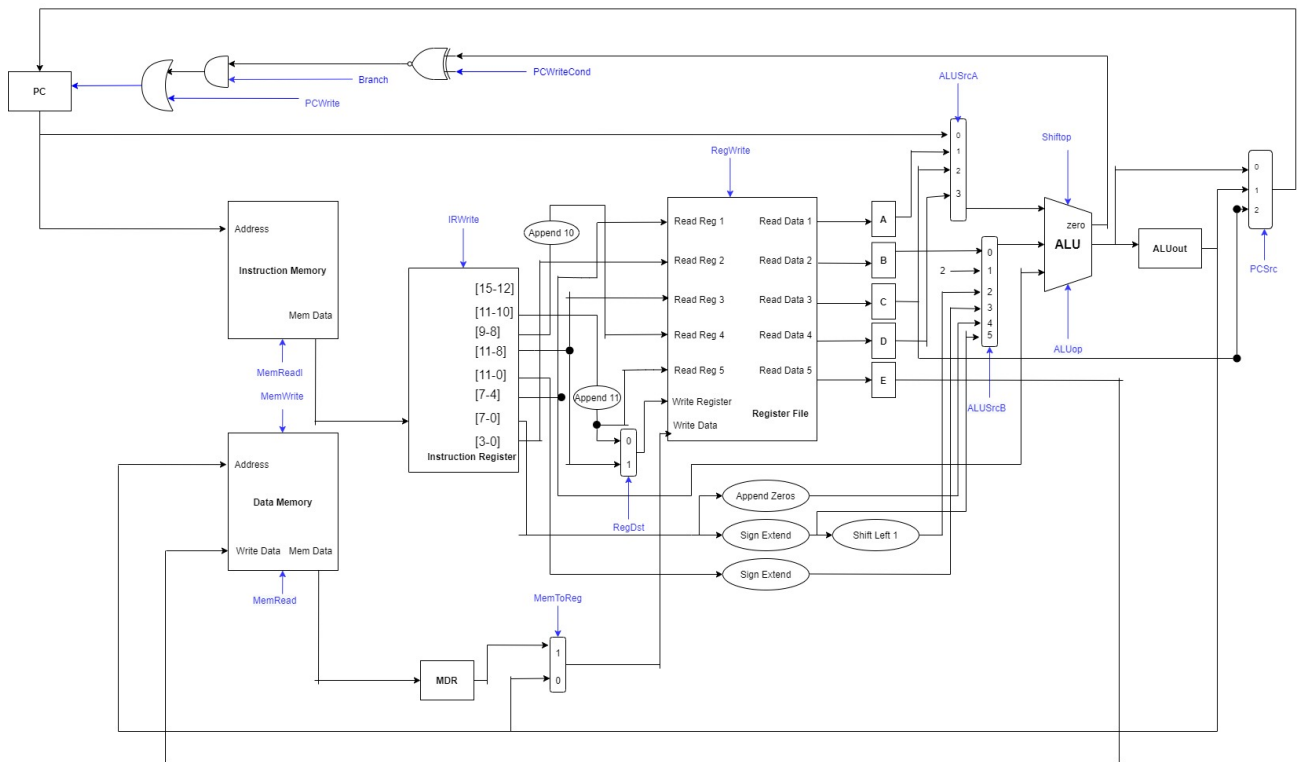 PC
Branch
PCWrite
PCWriteCond
ALUSrcA
0
1
2
3
RegWrite
Shiftop
IRWrite
Address
Instruction Memory
Mem Data
MemReadI
MemWrite
Address
Data Memory
Write Data
Mem Data
MemRead
[15-12]
[11-10]
[9-8]
[11-8]
[11-0]
[7-4]
[7-0]
[3-0]
Instruction Register
Append 10
Append 11
0
1
RegDst
Read Reg 1
Read Reg 2
Read Reg 3
Read Reg 4
Read Reg 5
Write Register
Write Data
Read Data 1
Read Data 2
Read Data 3
Read Data 4
Read Data 5
Register File
A
B
C
D
E
2
0
1
2
3
4
5
ALUSrcB
zero
ALU
ALUop
ALUout
0
1
2
PCSrc
Append Zeros
Sign Extend
Shift Left 1
Sign Extend
MemToReg
1
0
MDR